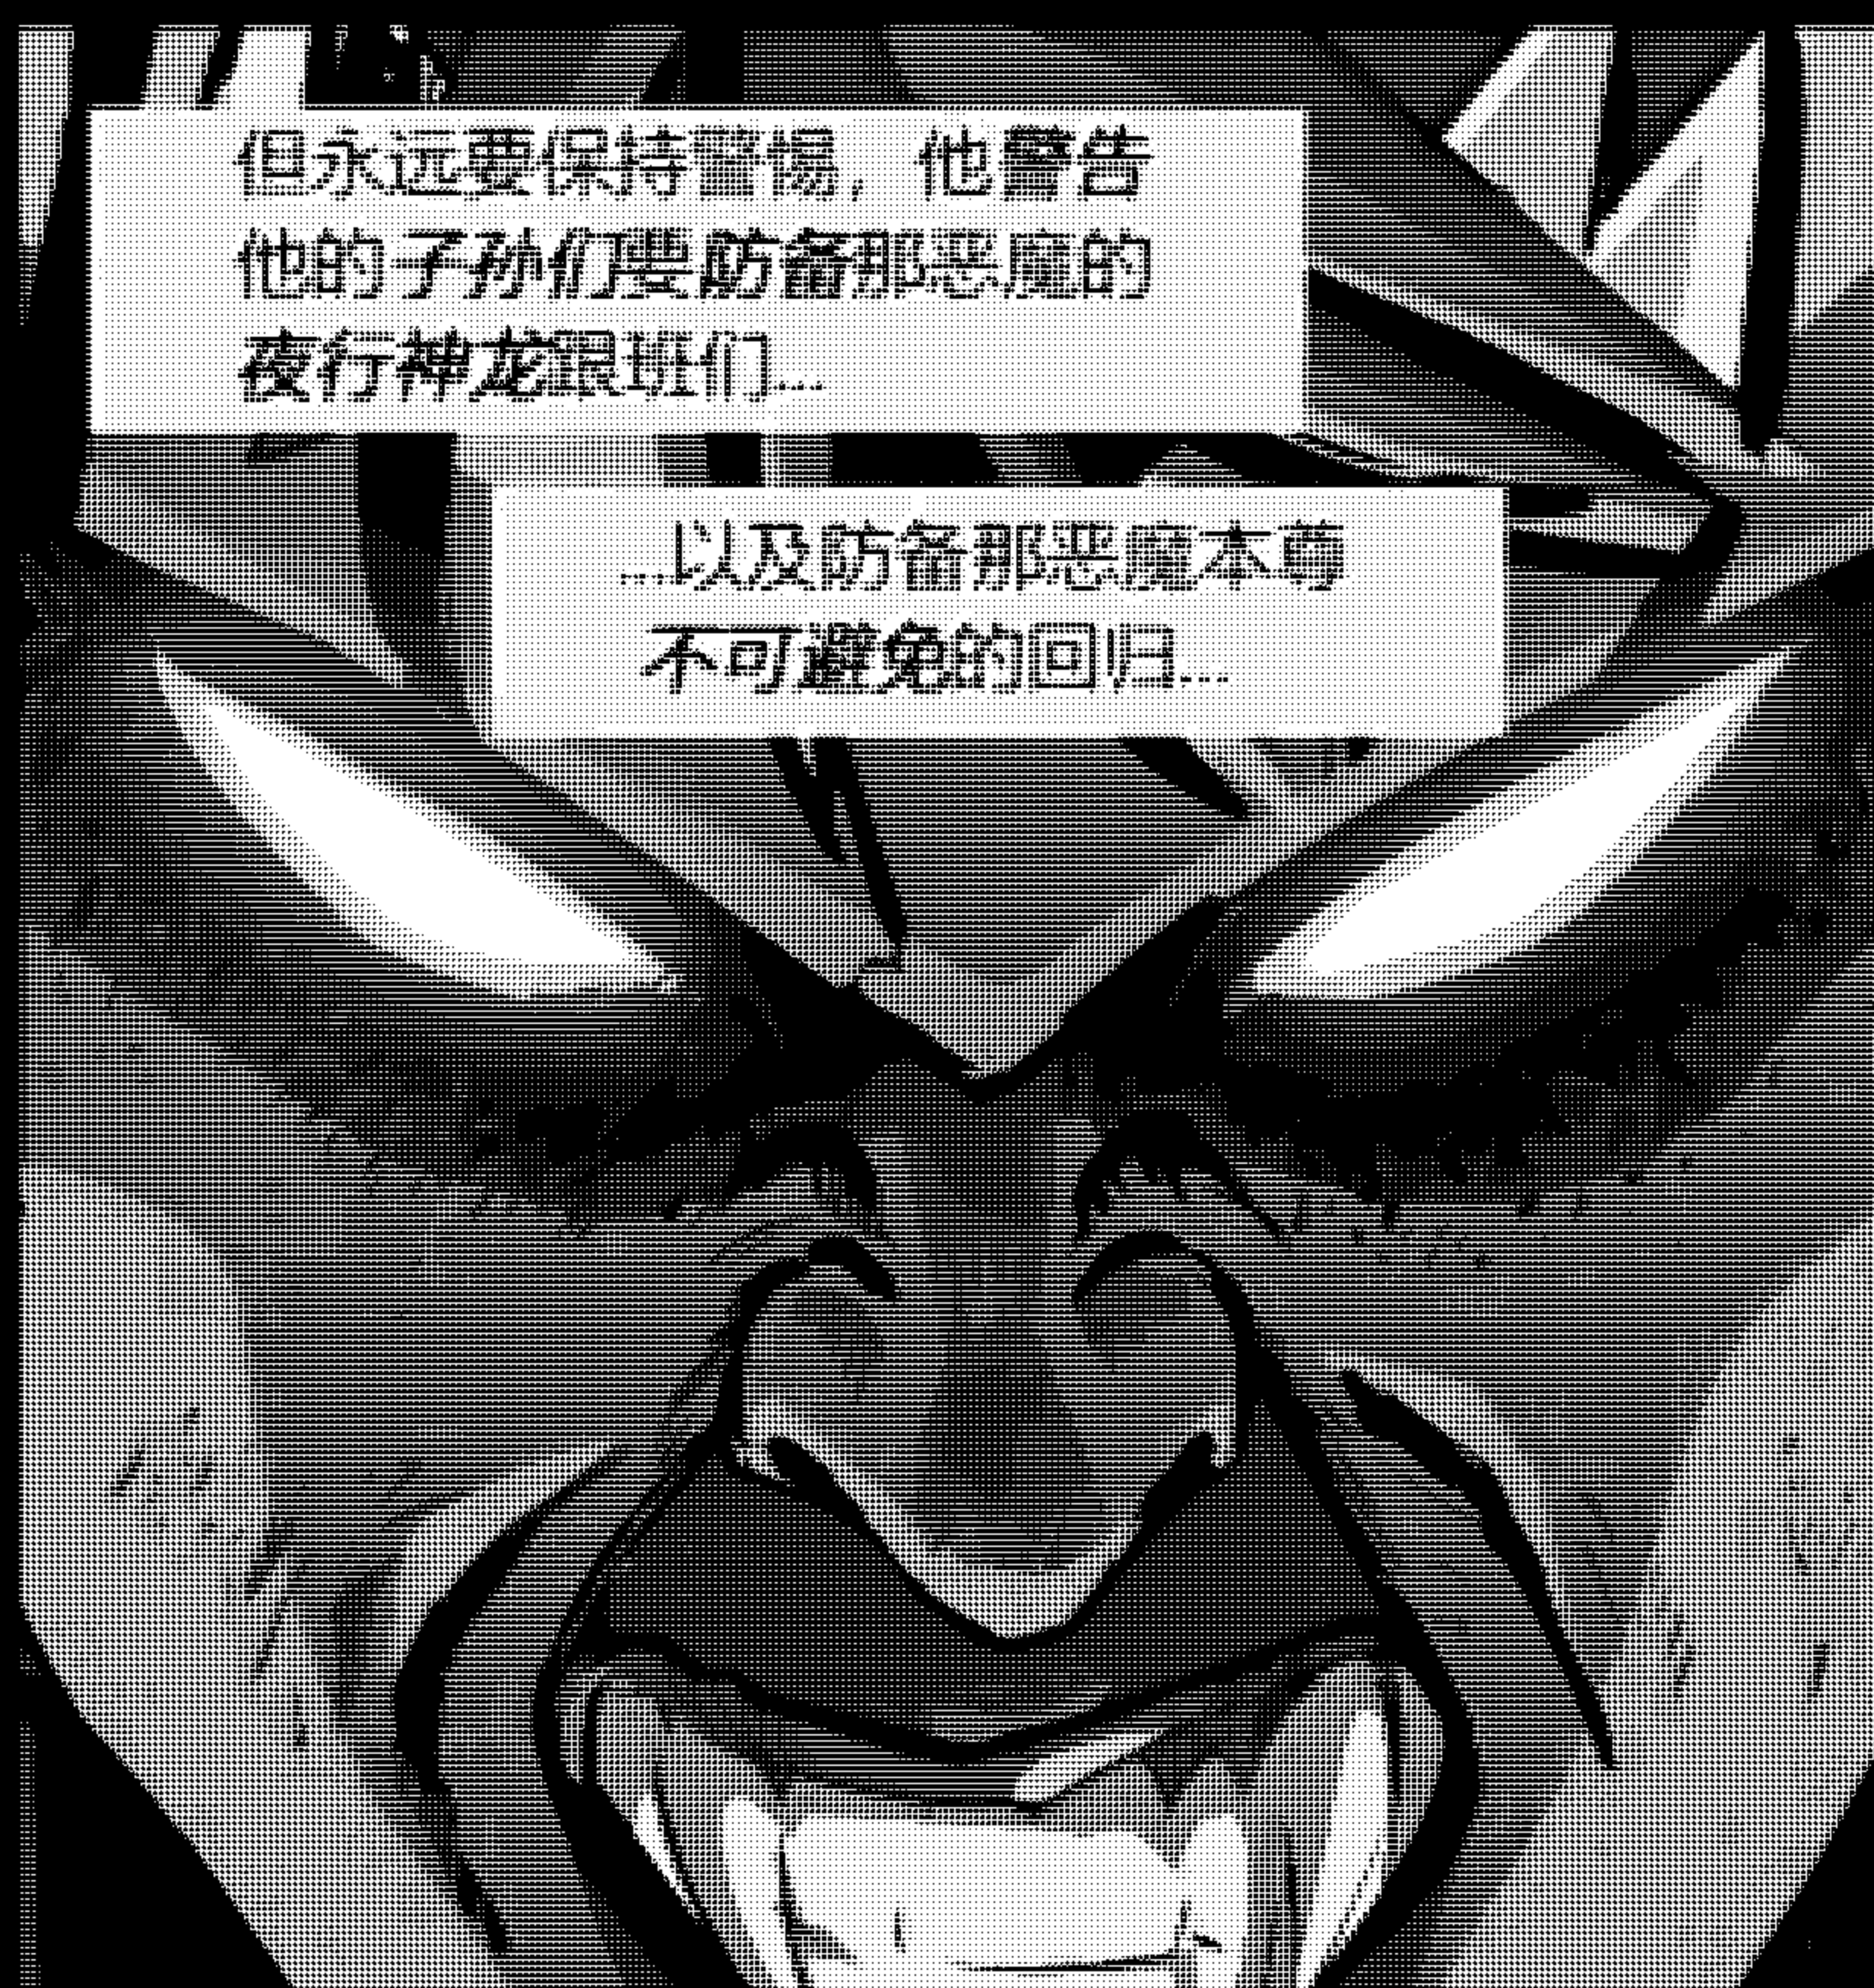 但永远要保持警惕，他警告
他的子孙们要防备那恶魔的
夜行神龙跟班们…
…以及防备那恶魔本尊
不可避免的回归…